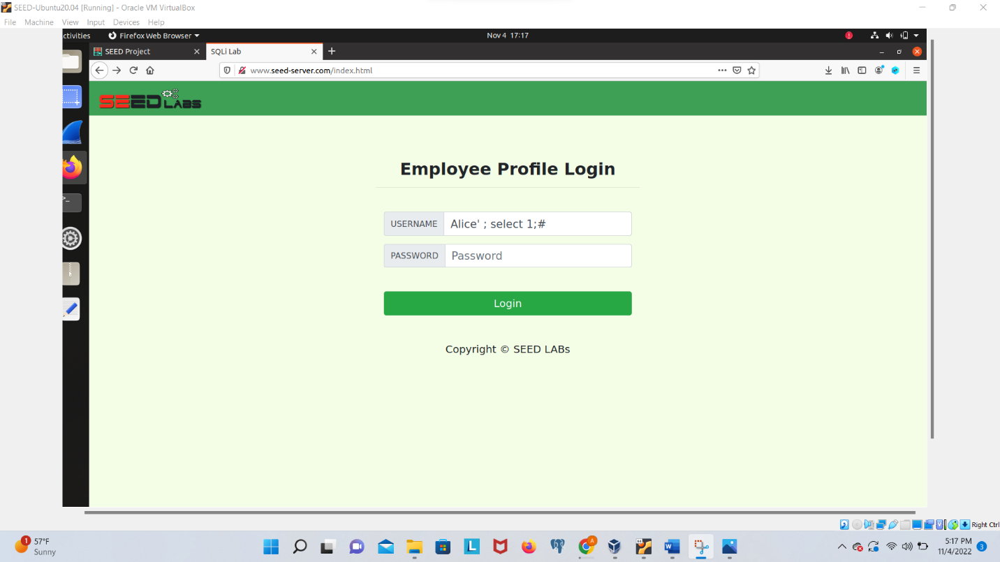 SEED-Ubuntu20.04 [Running] - Oracle VM VirtualBox
File Machine View Input Devices Help
ctivities Firefox Web Browser Nov 4 17:17
SEED Project SQLi Lab
www.seed-server.com/index.html
SEED LABS
Employee Profile Login
USERNAME Alice' ; select 1;#
PASSWORD Password
Login
Copyright © SEED LABs
Right Ctrl
1 57°F
Sunny
A
5:17 PM
11/4/2022 3